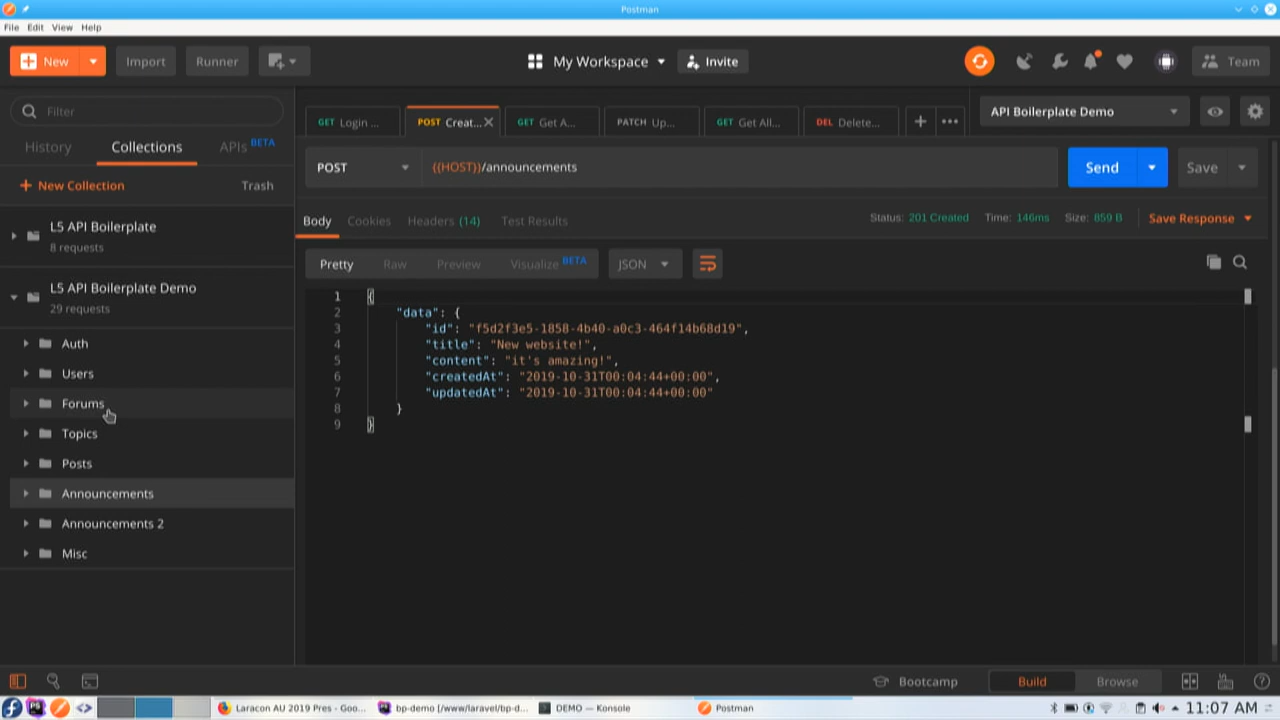 Postman
File Edit View Help
New Import Runner My Workspace Invite Team
Filter
History Collections APIs BETA
New Collection Trash
L5 API Boilerplate
8 requests
L5 API Boilerplate Demo
29 requests
Auth
Users
Forums
Topics
Posts
Announcements
Announcements 2
Misc
GET Login ... POST Creat... GET Get A... PATCH Up... GET Get All... DEL Delete... API Boilerplate Demo
POST {{HOST}}/announcements Send Save
Body Cookies Headers (14) Test Results Status: 201 Created Time: 146ms Size: 859 B Save Response
Pretty Raw Preview Visualize BETA JSON
1 {
2 "data": {
3 "id": "f5d2f3e5-1858-4b40-a0c3-464f14b68d19",
4 "title": "New website!",
5 "content": "it's amazing!",
6 "createdAt": "2019-10-31T00:04:44+00:00",
7 "updatedAt": "2019-10-31T00:04:44+00:00"
8 }
9 }
Bootcamp Build Browse
Laracon AU 2019 Pres - Goo... bp-demo [/www/laravel/bp-d... DEMO — Konsole Postman 11:07 AM